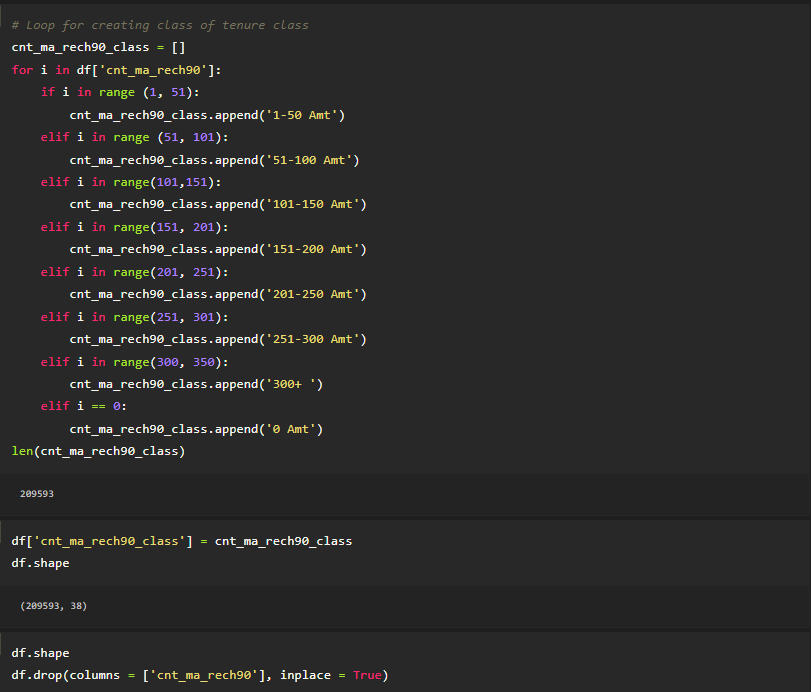 # Loop for creating class of tenure class
cnt_ma_rech90_class = []
for i in df['cnt_ma_rech90']:
    if i in range (1, 51):
        cnt_ma_rech90_class.append('1-50 Amt')
    elif i in range (51, 101):
        cnt_ma_rech90_class.append('51-100 Amt')
    elif i in range(101,151):
        cnt_ma_rech90_class.append('101-150 Amt')
    elif i in range(151, 201):
        cnt_ma_rech90_class.append('151-200 Amt')
    elif i in range(201, 251):
        cnt_ma_rech90_class.append('201-250 Amt')
    elif i in range(251, 301):
        cnt_ma_rech90_class.append('251-300 Amt')
    elif i in range(300, 350):
        cnt_ma_rech90_class.append('300+ ')
    elif i == 0:
        cnt_ma_rech90_class.append('0 Amt')
len(cnt_ma_rech90_class)
209593
df['cnt_ma_rech90_class'] = cnt_ma_rech90_class
df.shape
(209593, 38)
df.shape
df.drop(columns = ['cnt_ma_rech90'], inplace = True)